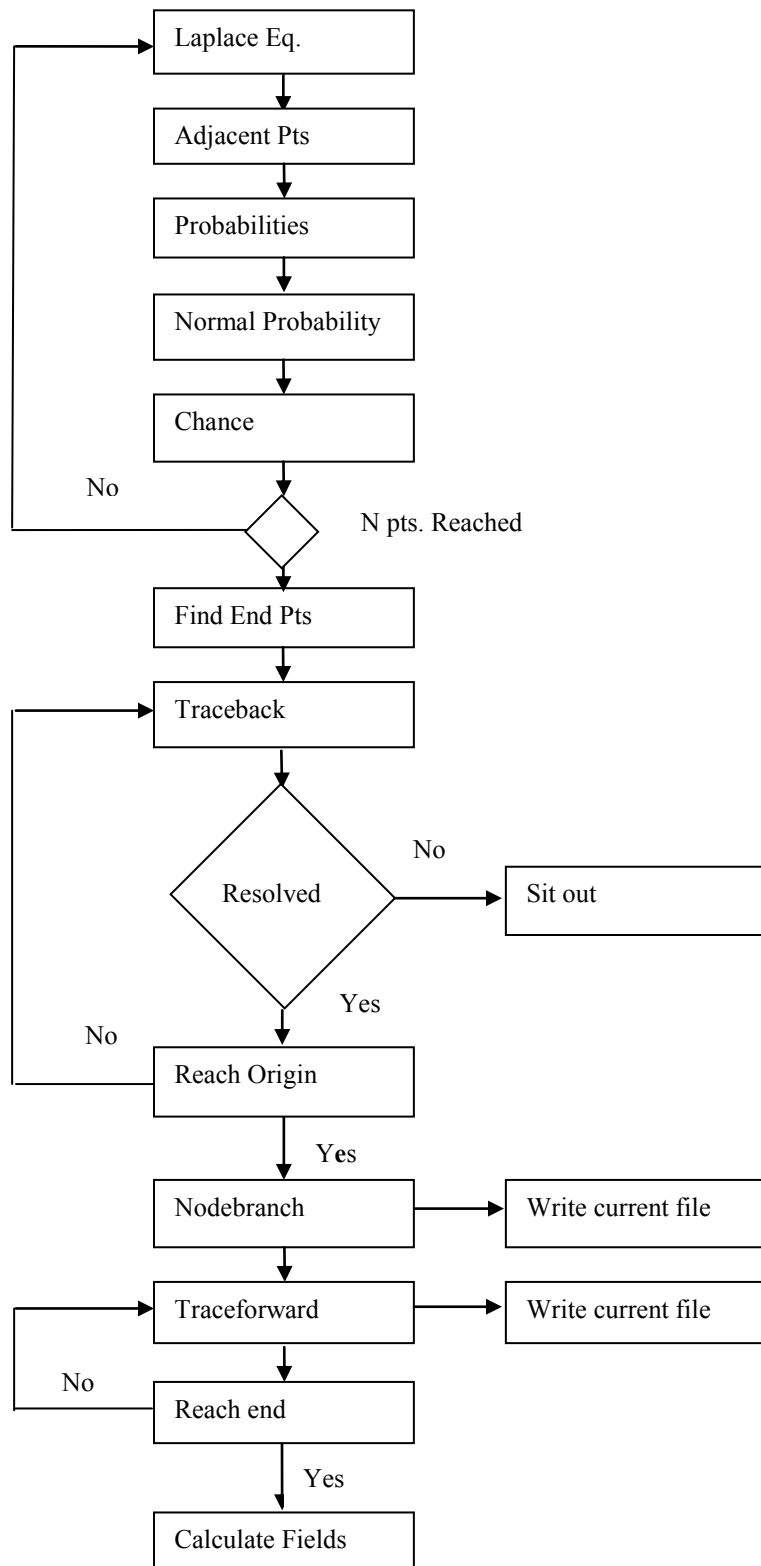 Laplace Eq.
Adjacent Pts
Probabilities
Normal Probability
Chance
No
N pts. Reached
Find End Pts
Traceback
No
Resolved
Sit out
Yes
No
Reach Origin
Yes
Nodebranch
Write current file
Traceforward
Write current file
No
Reach end
Yes
Calculate Fields